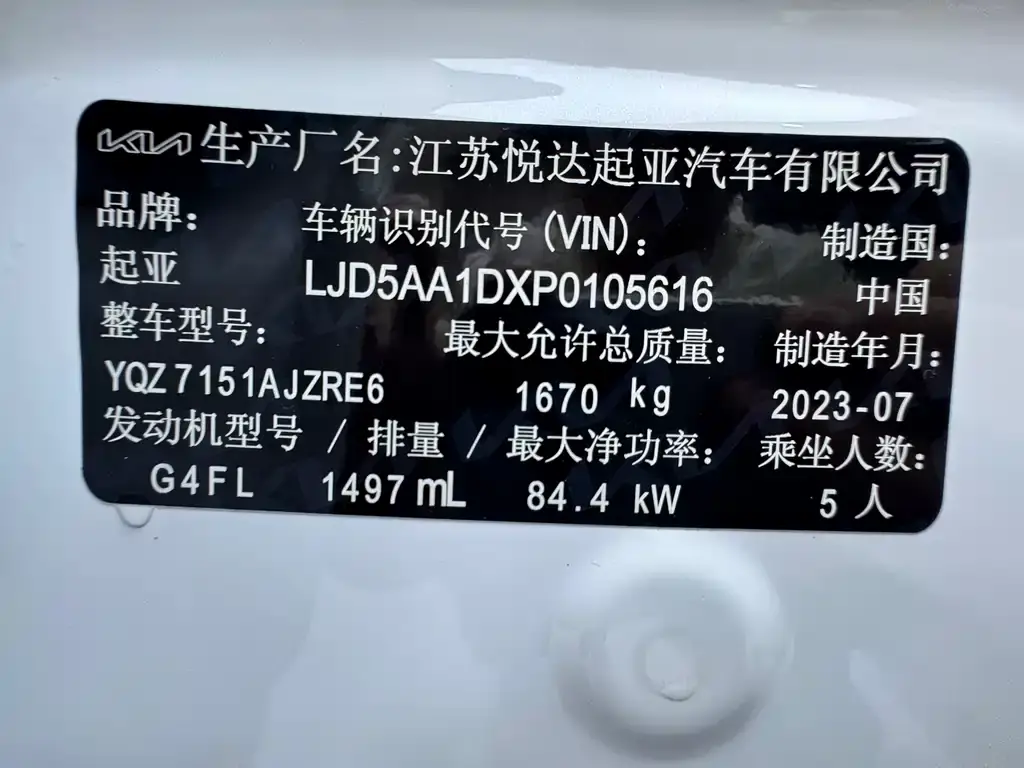 KIA 生产厂名:江苏悦达起亚汽车有限公司
品牌: 车辆识别代号(VIN): 制造国:
起亚 LJD5AA1DXP0105616 中国
整车型号: 最大允许总质量: 制造年月:
YQZ7151AJZRE6 1670 kg 2023-07
发动机型号 / 排量 / 最大净功率: 乘坐人数:
G4FL 1497 mL 84.4 kW 5 人